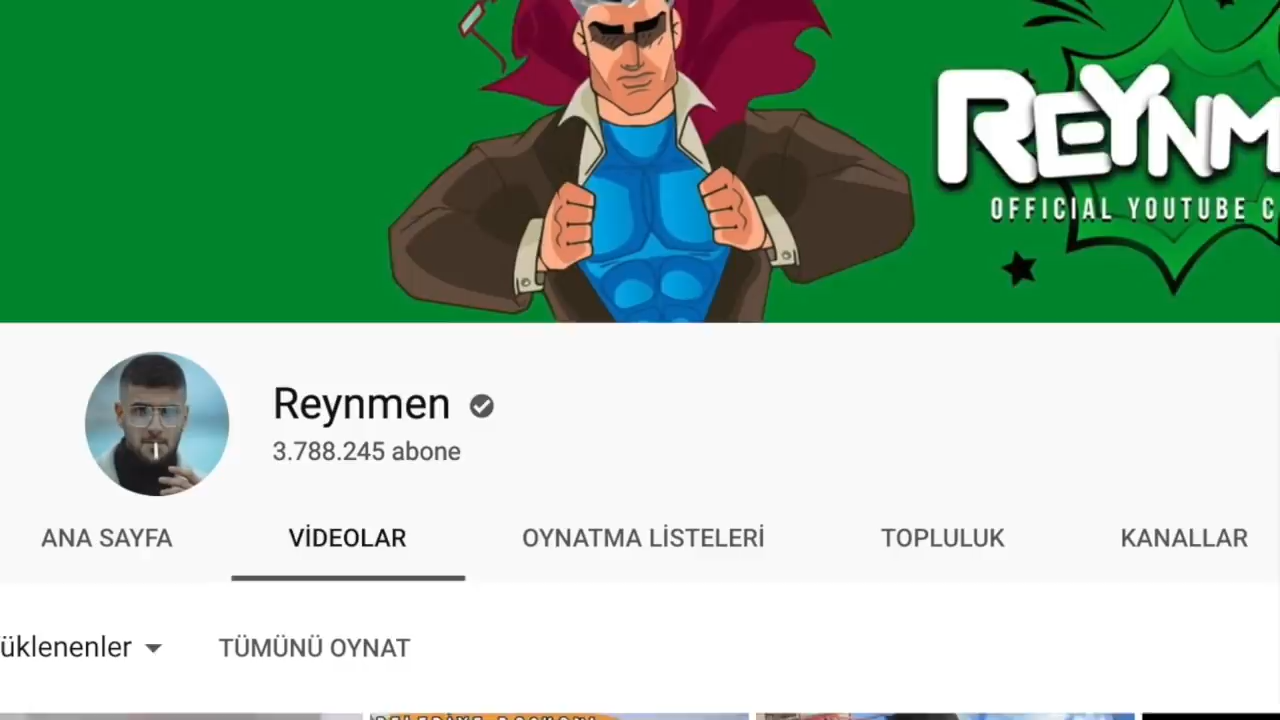 REYNM
OFFICIAL YOUTUBE C
Reynmen
3.788.245 abone
ANA SAYFA VİDEOLAR OYNATMA LİSTELERİ TOPLULUK KANALLAR
üklenenler TÜMÜNÜ OYNAT